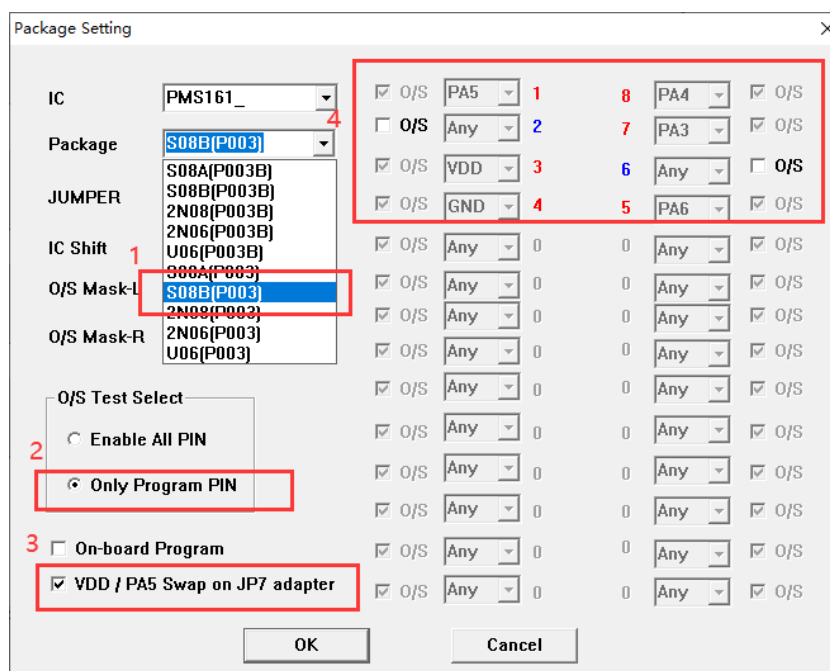 Package Setting
IC
PMS161_
4
Package
S08B(P003)
S08A(P003B)
S08B(P003B)
2N08(P003B)
2N06(P003B)
U06(P003B)
S08A(P003)
S08B(P003)
2N08(P003)
2N06(P003)
U06(P003)
JUMPER
IC Shift
1
O/S Mask-L
O/S Mask-R
O/S Test Select
Enable All PIN
2
Only Program PIN
3
On-board Program
VDD / PA5 Swap on JP7 adapter
O/S PA5 1 8 PA4 O/S
O/S Any 2 7 PA3 O/S
O/S VDD 3 6 Any O/S
O/S GND 4 5 PA6 O/S
O/S Any 0 0 Any O/S
O/S Any 0 0 Any O/S
O/S Any 0 0 Any O/S
O/S Any 0 0 Any O/S
O/S Any 0 0 Any O/S
O/S Any 0 0 Any O/S
O/S Any 0 0 Any O/S
O/S Any 0 0 Any O/S
O/S Any 0 0 Any O/S
O/S Any 0 0 Any O/S
OK
Cancel